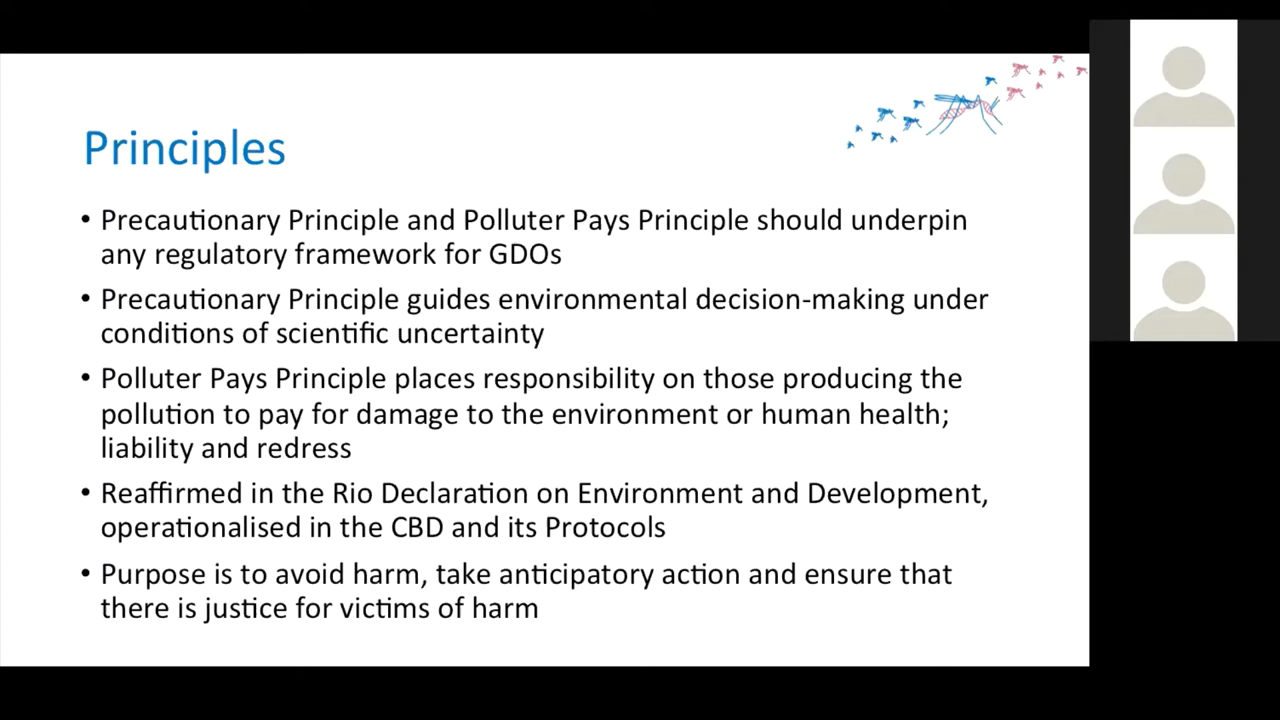 Principles
• Precautionary Principle and Polluter Pays Principle should underpin
any regulatory framework for GDOs
• Precautionary Principle guides environmental decision-making under
conditions of scientific uncertainty
• Polluter Pays Principle places responsibility on those producing the
pollution to pay for damage to the environment or human health;
liability and redress
• Reaffirmed in the Rio Declaration on Environment and Development,
operationalised in the CBD and its Protocols
• Purpose is to avoid harm, take anticipatory action and ensure that
there is justice for victims of harm